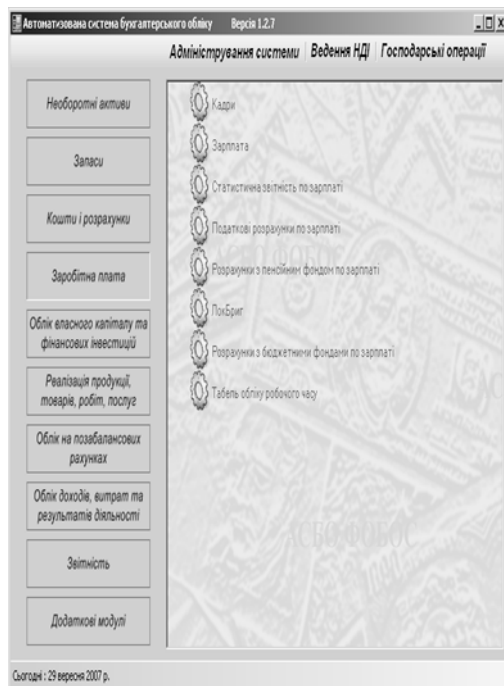 Автоматизована система бухгалтерського обліку Версія 1.2.7
Адміністрування системи Ведення НДІ Господарські операції
Необоротні активи
Запаси
Кошти і розрахунки
Заробітна плата
Облік власного капіталу та
фінансових інвестицій
Реалізація продукції,
товарів, робіт, послуг
Облік на позабалансових
рахунках
Облік доходів, витрат та
результатів діяльності
Звітність
Додаткові модулі
Кадри
Зарплата
Статистична звітність по зарплаті
Податкові розрахунки по зарплаті
Розрахунки з пенсійним фондом по зарплаті
ЛокБриг
Розрахунки з бюджетними фондами по зарплаті
Табель обліку робочого часу
АСБО ФОБОС
Сьогодні : 29 вересня 2007 р.